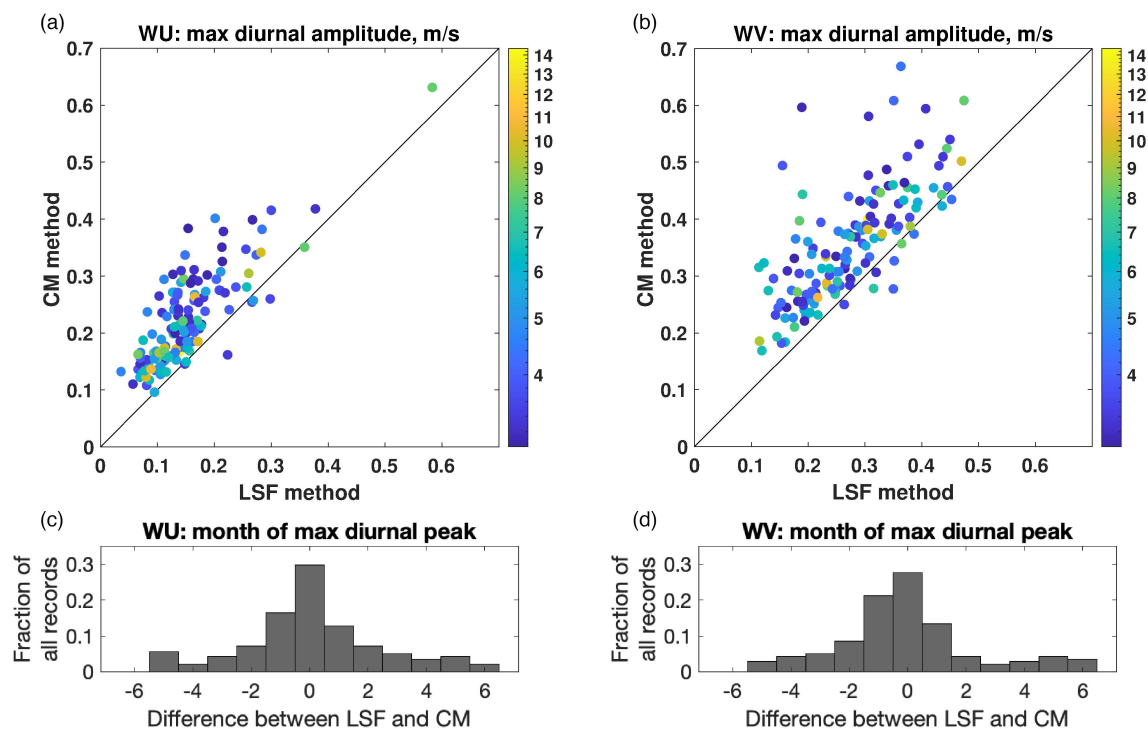 (a)
WU: max diurnal amplitude, m/s
0.7
0.6
0.5
0.4
0.3
0.2
0.1
0
CM method
0 0.1 0.2 0.3 0.4 0.5 0.6
LSF method
14
13
12
11
10
9
8
7
6
5
4
(b)
WV: max diurnal amplitude, m/s
0.7
0.6
0.5
0.4
0.3
0.2
0.1
0
CM method
0 0.1 0.2 0.3 0.4 0.5 0.6
LSF method
14
13
12
11
10
9
8
7
6
5
4
(c)
WU: month of max diurnal peak
Fraction of
all records
0.3
0.2
0.1
0
-6 -4 -2 0 2 4 6
Difference between LSF and CM
(d)
WV: month of max diurnal peak
Fraction of
all records
0.3
0.2
0.1
0
-6 -4 -2 0 2 4 6
Difference between LSF and CM